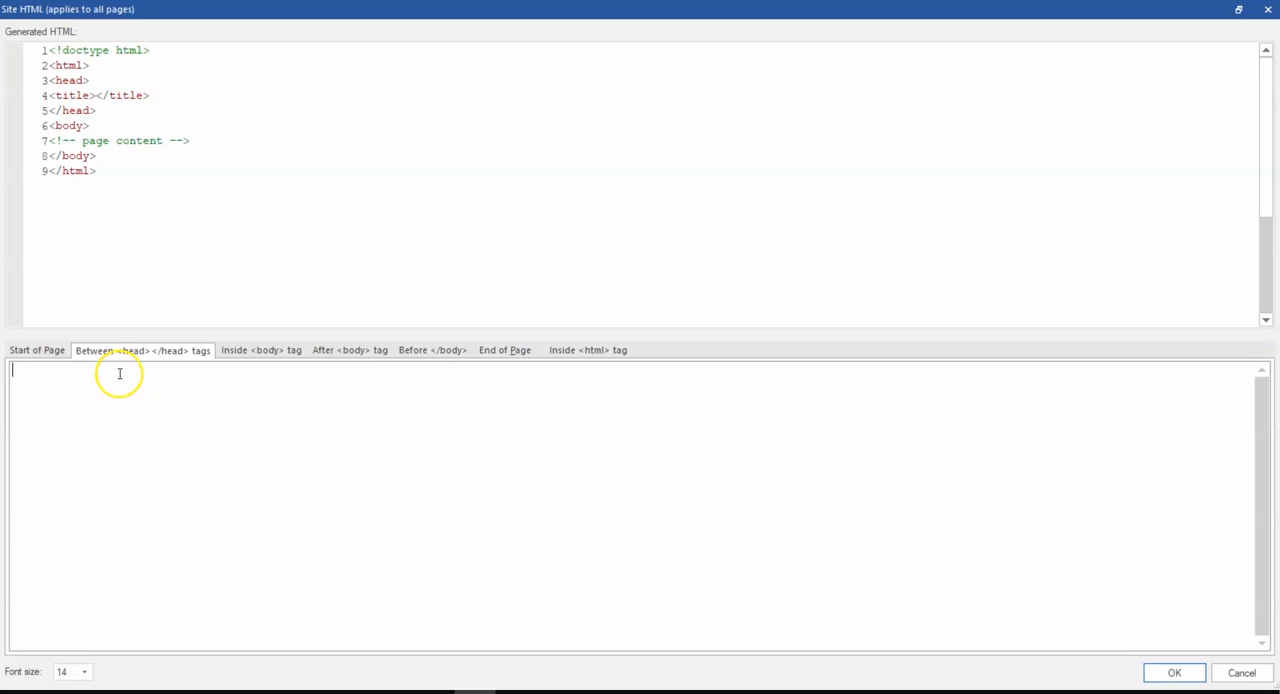 Site HTML (applies to all pages)
Generated HTML:
1<!doctype html>
2<html>
3<head>
4<title></title>
5</head>
6<body>
7<!-- page content -->
8</body>
9</html>
Start of Page Between <head> </head> tags Inside <body> tag After <body> tag Before </body> End of Page Inside <html> tag
Font size: 14 OK Cancel